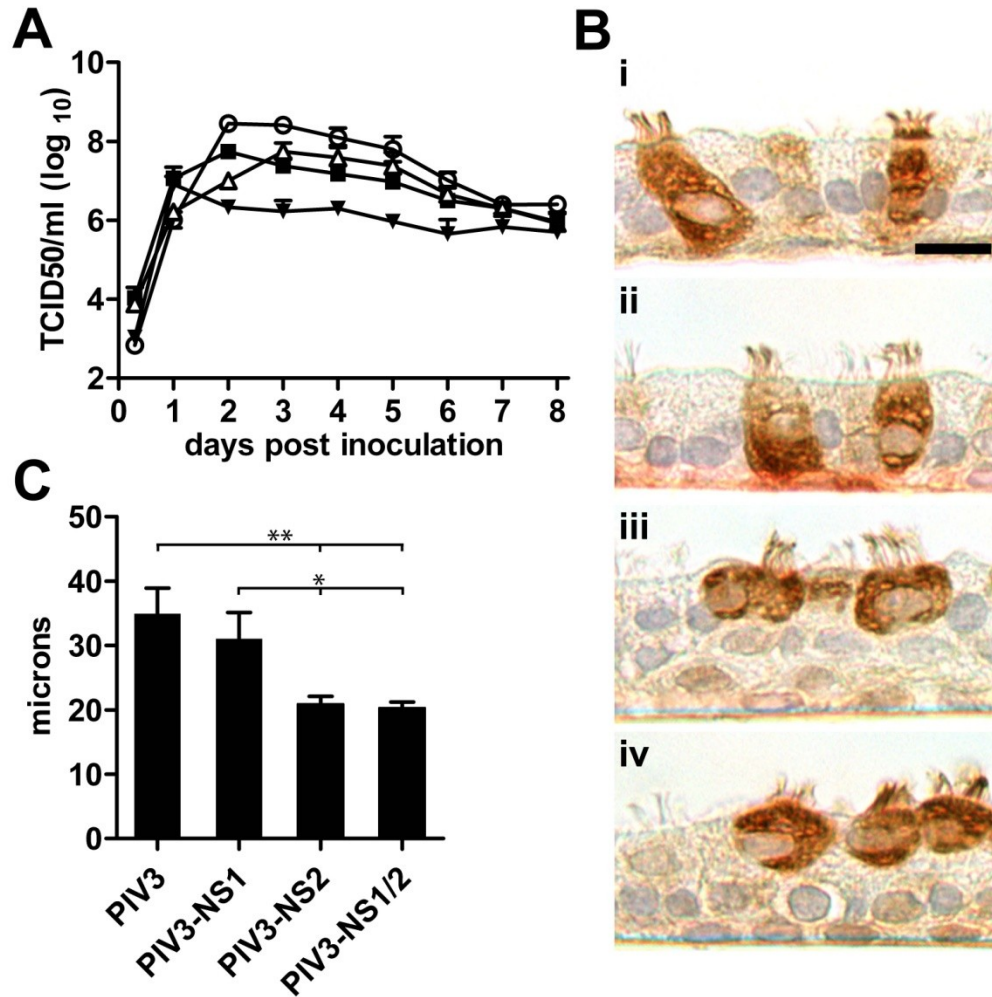 A
TCID50/ml (log 10)
10
8
6
4
2
0 1 2 3 4 5 6 7 8
days post inoculation
B
i
ii
iii
iv
C
microns
50
40
30
20
10
0
**
*
PIV3
PIV3-NS1
PIV3-NS2
PIV3-NS1/2